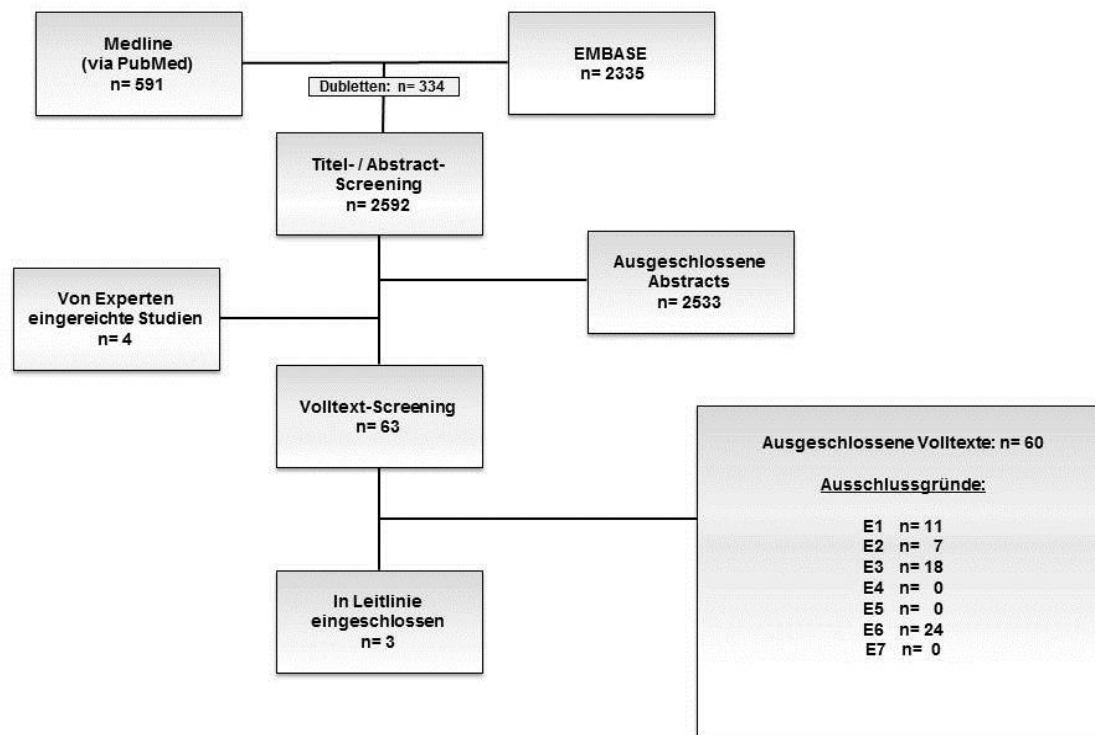 Medline
(via PubMed)
n= 591
EMBASE
n= 2335
Dubletten: n= 334
Titel- / Abstract-
Screening
n= 2592
Ausgeschlossene
Abstracts
n= 2533
Von Experten
eingereichte Studien
n= 4
Volltext-Screening
n= 63
Ausgeschlossene Volltexte: n= 60
Ausschlussgründe:
E1 n= 11
E2 n= 7
E3 n= 18
E4 n= 0
E5 n= 0
E6 n= 24
E7 n= 0
In Leitlinie
eingeschlossen
n= 3